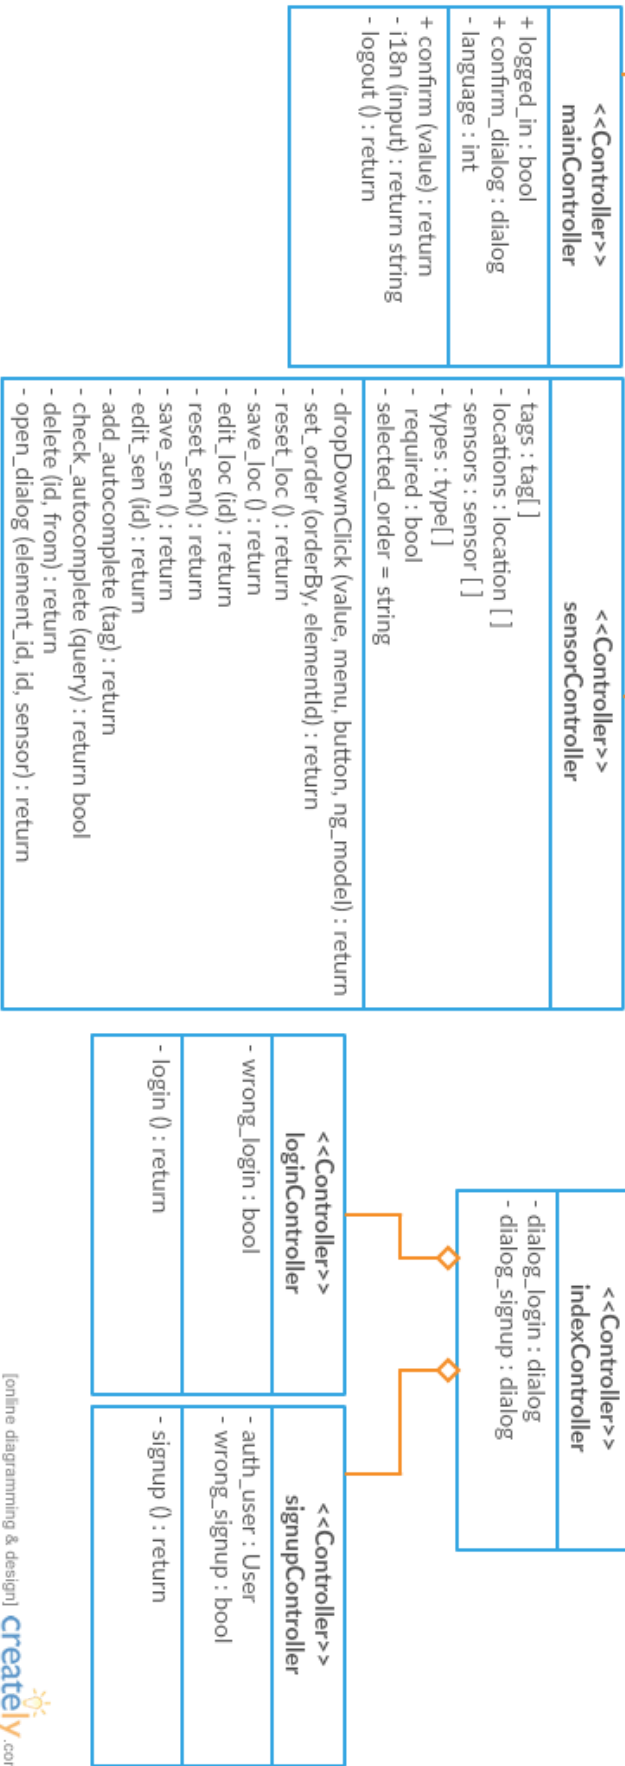 <<Controller>>
mainController
+ logged_in : bool
+ confirm_dialog : dialog
- language : int
+ confirm (value) : return
- i18n (input) : return string
- logout () : return
<<Controller>>
sensorController
- tags : tag[ ]
- locations : location [ ]
- sensors : sensor [ ]
- types : type[ ]
- required : bool
- selected_order = string
- dropDownClick (value, menu, button, ng_model) : return
- set_order (orderBy, elementId) : return
- reset_loc () : return
- save_loc () : return
- edit_loc (id) : return
- reset_sen() : return
- save_sen () : return
- edit_sen (id) : return
- add_autocomplete (tag) : return
- check_autocomplete (query) : return bool
- delete (id, from) : return
- open_dialog (element_id, id, sensor) : return
<<Controller>>
indexController
- dialog_login : dialog
- dialog_signup : dialog
<<Controller>>
loginController
- wrong_login : bool
- login () : return
<<Controller>>
signupController
- auth_user : User
- wrong_signup : bool
- signup () : return
[online diagramming & design] creately.com